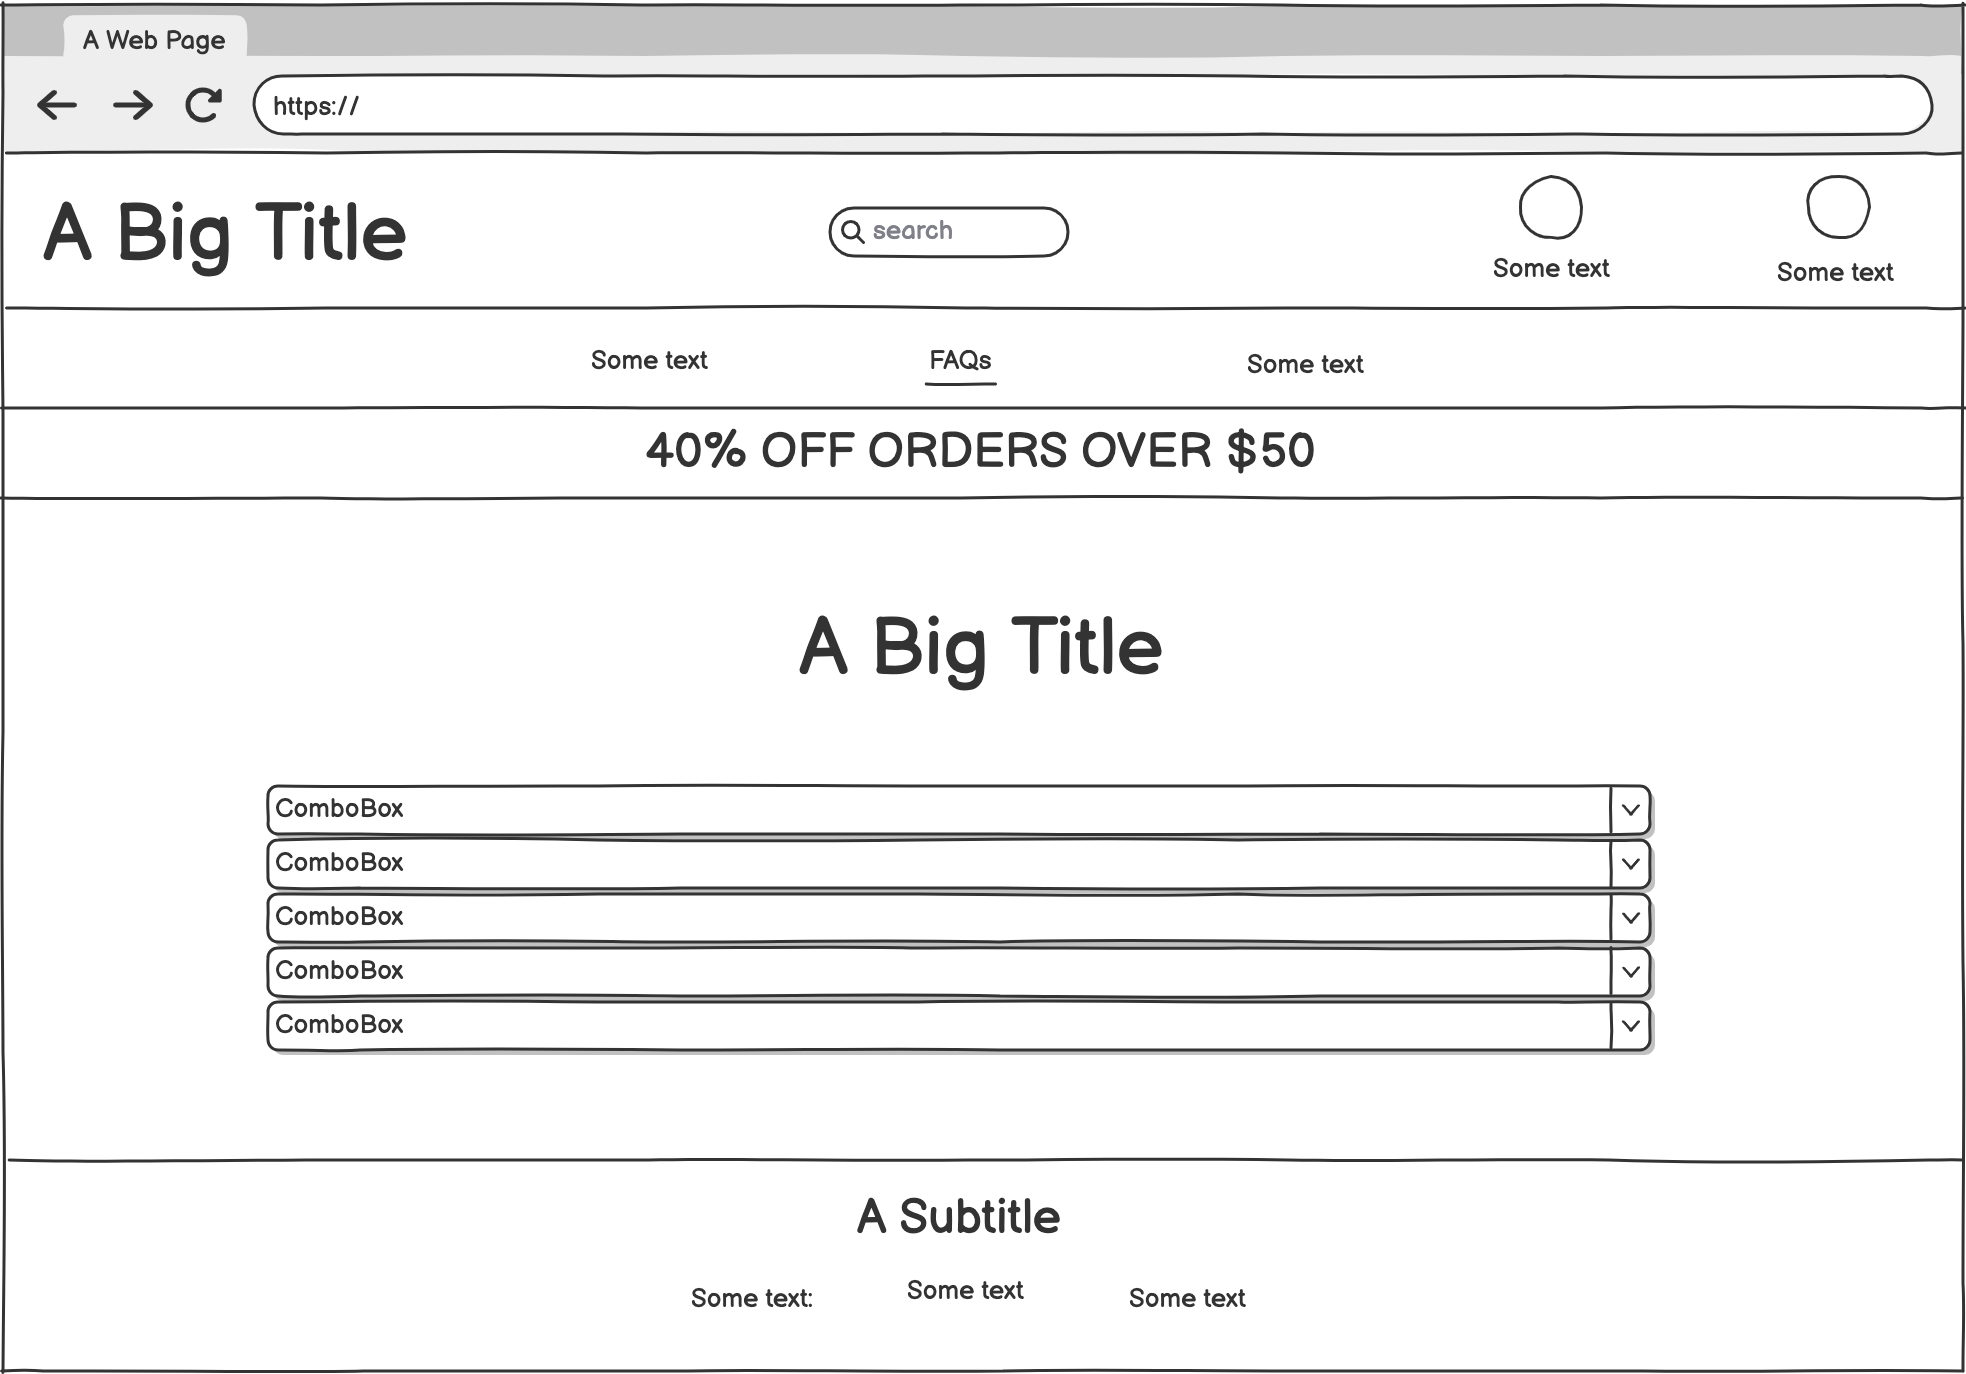 A Web Page
https://
A Big Title
search
Some text
Some text
Some text
FAQs
Some text
40% OFF ORDERS OVER $50
A Big Title
ComboBox
ComboBox
ComboBox
ComboBox
ComboBox
A Subtitle
Some text:
Some text
Some text